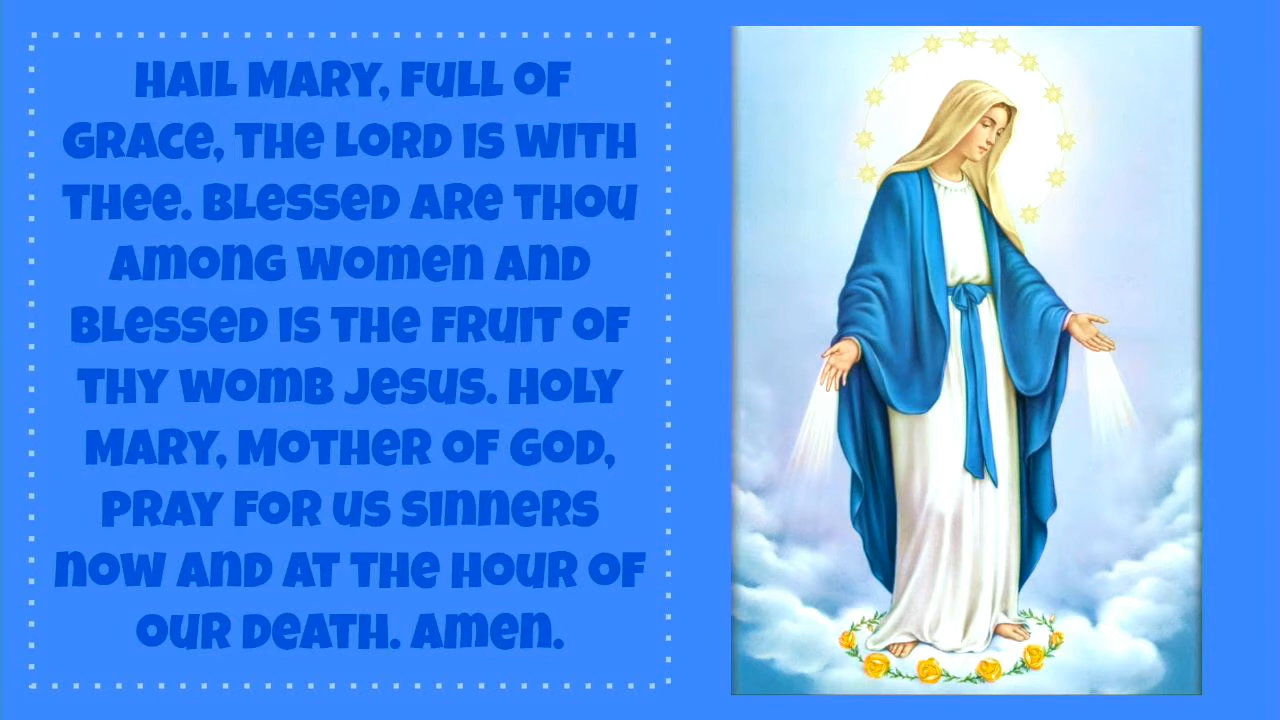 Hail Mary, full of
grace, the Lord is with
thee. Blessed are thou
among women and
blessed is the fruit of
thy womb Jesus. Holy
Mary, Mother of God,
pray for us sinners
now and at the hour of
our death. Amen.